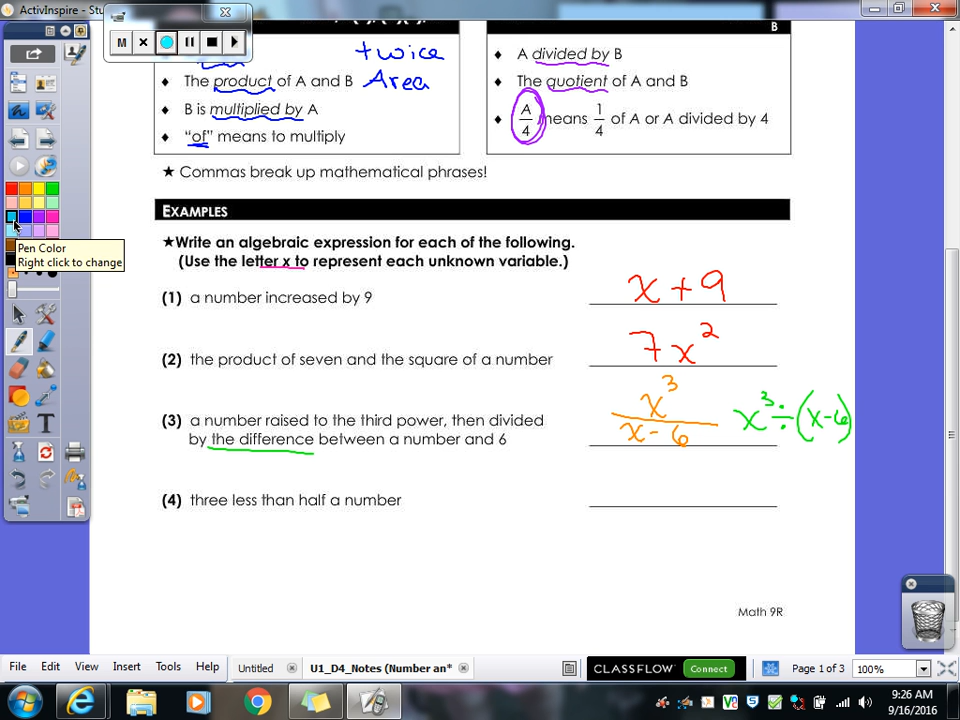 ActivInspire - Stu
M
B
twice
The product of A and B
Area
B is multiplied by A
“of” means to multiply
A divided by B
The quotient of A and B
A/4 means 1/4 of A or A divided by 4
★ Commas break up mathematical phrases!
EXAMPLES
★Write an algebraic expression for each of the following.
(Use the letter x to represent each unknown variable.)
(1) a number increased by 9
x + 9
(2) the product of seven and the square of a number
7x²
(3) a number raised to the third power, then divided
by the difference between a number and 6
x³/(x - 6)
x³ ÷ (x - 6)
(4) three less than half a number
Math 9R
Pen Color
Right click to change
File Edit View Insert Tools Help
Untitled
U1_D4_Notes (Number an*
CLASSFLOW Connect
Page 1 of 3
100%
9:26 AM
9/16/2016